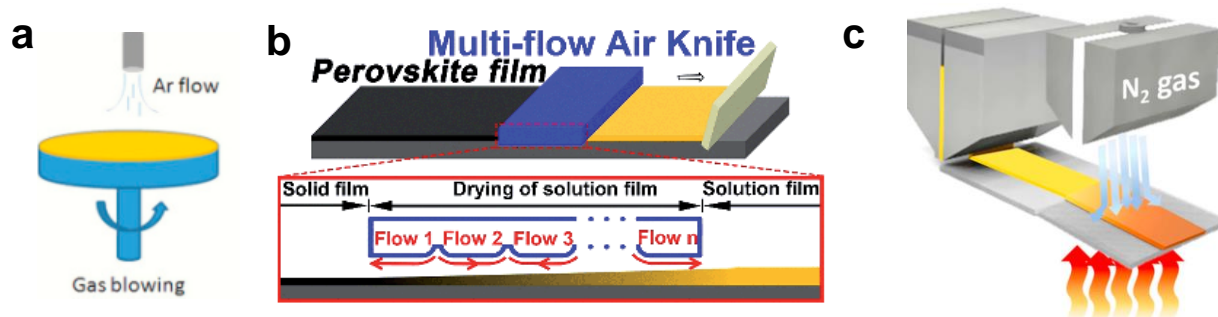 a
Ar flow
Gas blowing
b
Multi-flow Air Knife
Perovskite film
Solid film
Drying of solution film
Solution film
Flow 1
Flow 2
Flow 3
Flow n
c
N₂ gas